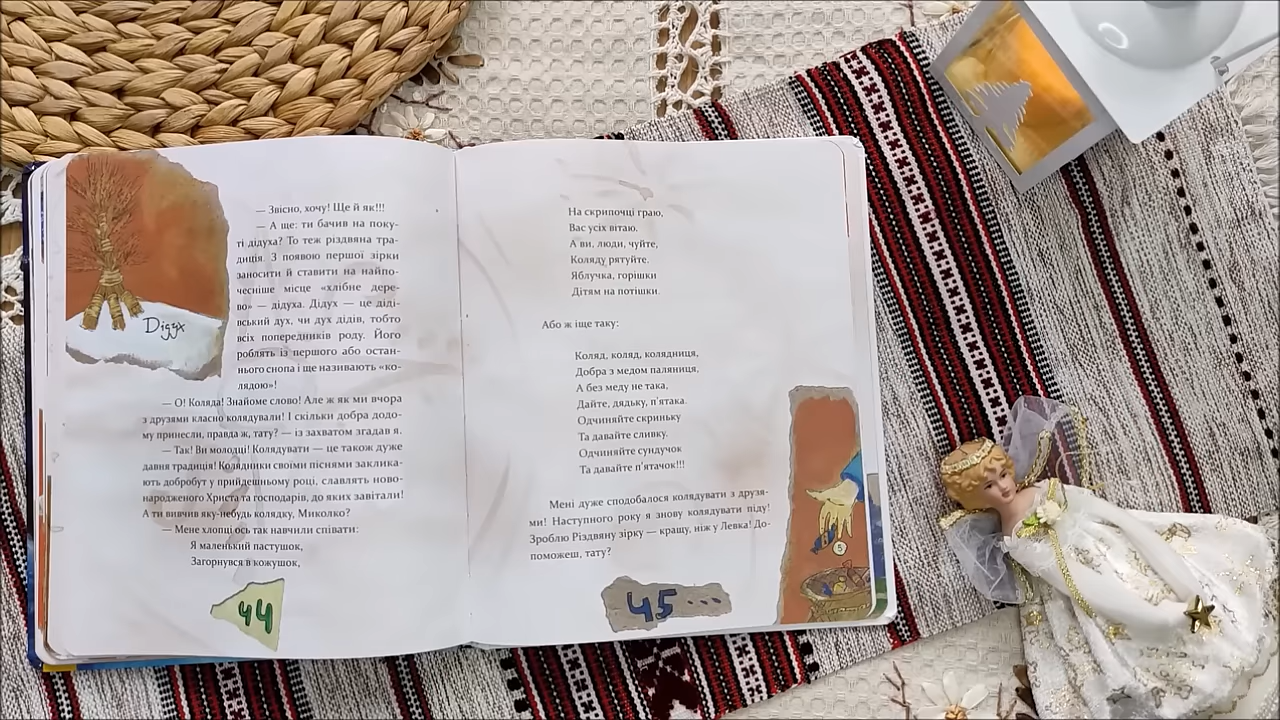 Дідух
— Звісно, хочу! Ще й як!!!
— А ще: ти бачив на поку-
ті дідуха? То теж різдвяна тра-
диція. З появою першої зірки
заносити й ставити на найпо-
чесніше місце «хлібне дере-
во» — дідуха. Дідух — це діді-
вський дух, чи дух дідів, тобто
всіх попередників роду. Його
роблять із першого або остан-
нього снопа і ще називають «ко-
лядою»!
— О! Коляда! Знайоме слово! Але ж як ми вчора
з друзями класно колядували! І скільки добра додо-
му принесли, правда ж, тату? — із захватом згадав я.
— Так! Ви молодці! Колядувати — це також дуже
давня традиція! Колядники своїми піснями заклика-
ють добробут у прийдешньому році, славлять ново-
народженого Христа та господарів, до яких завітали!
А ти вивчив яку-небудь колядку, Миколко?
— Мене хлопці ось так навчили співати:
Я маленький пастушок,
Загорнувся в кожушок,
44
На скрипочці граю,
Вас усіх вітаю.
А ви, люди, чуйте,
Коляду рятуйте.
Яблучка, горішки
Дітям на потішки.
Або ж іще таку:
Коляд, коляд, колядниця,
Добра з медом паляниця,
А без меду не така,
Дайте, дядьку, п'ятака.
Одчиняйте скриньку
Та давайте сливку.
Одчиняйте сундучок
Та давайте п'ятачок!!!
Мені дуже сподобалося колядувати з друзя-
ми! Наступного року я знову колядувати піду!
Зроблю Різдвяну зірку — кращу, ніж у Левка! До-
поможеш, тату?
5
45...